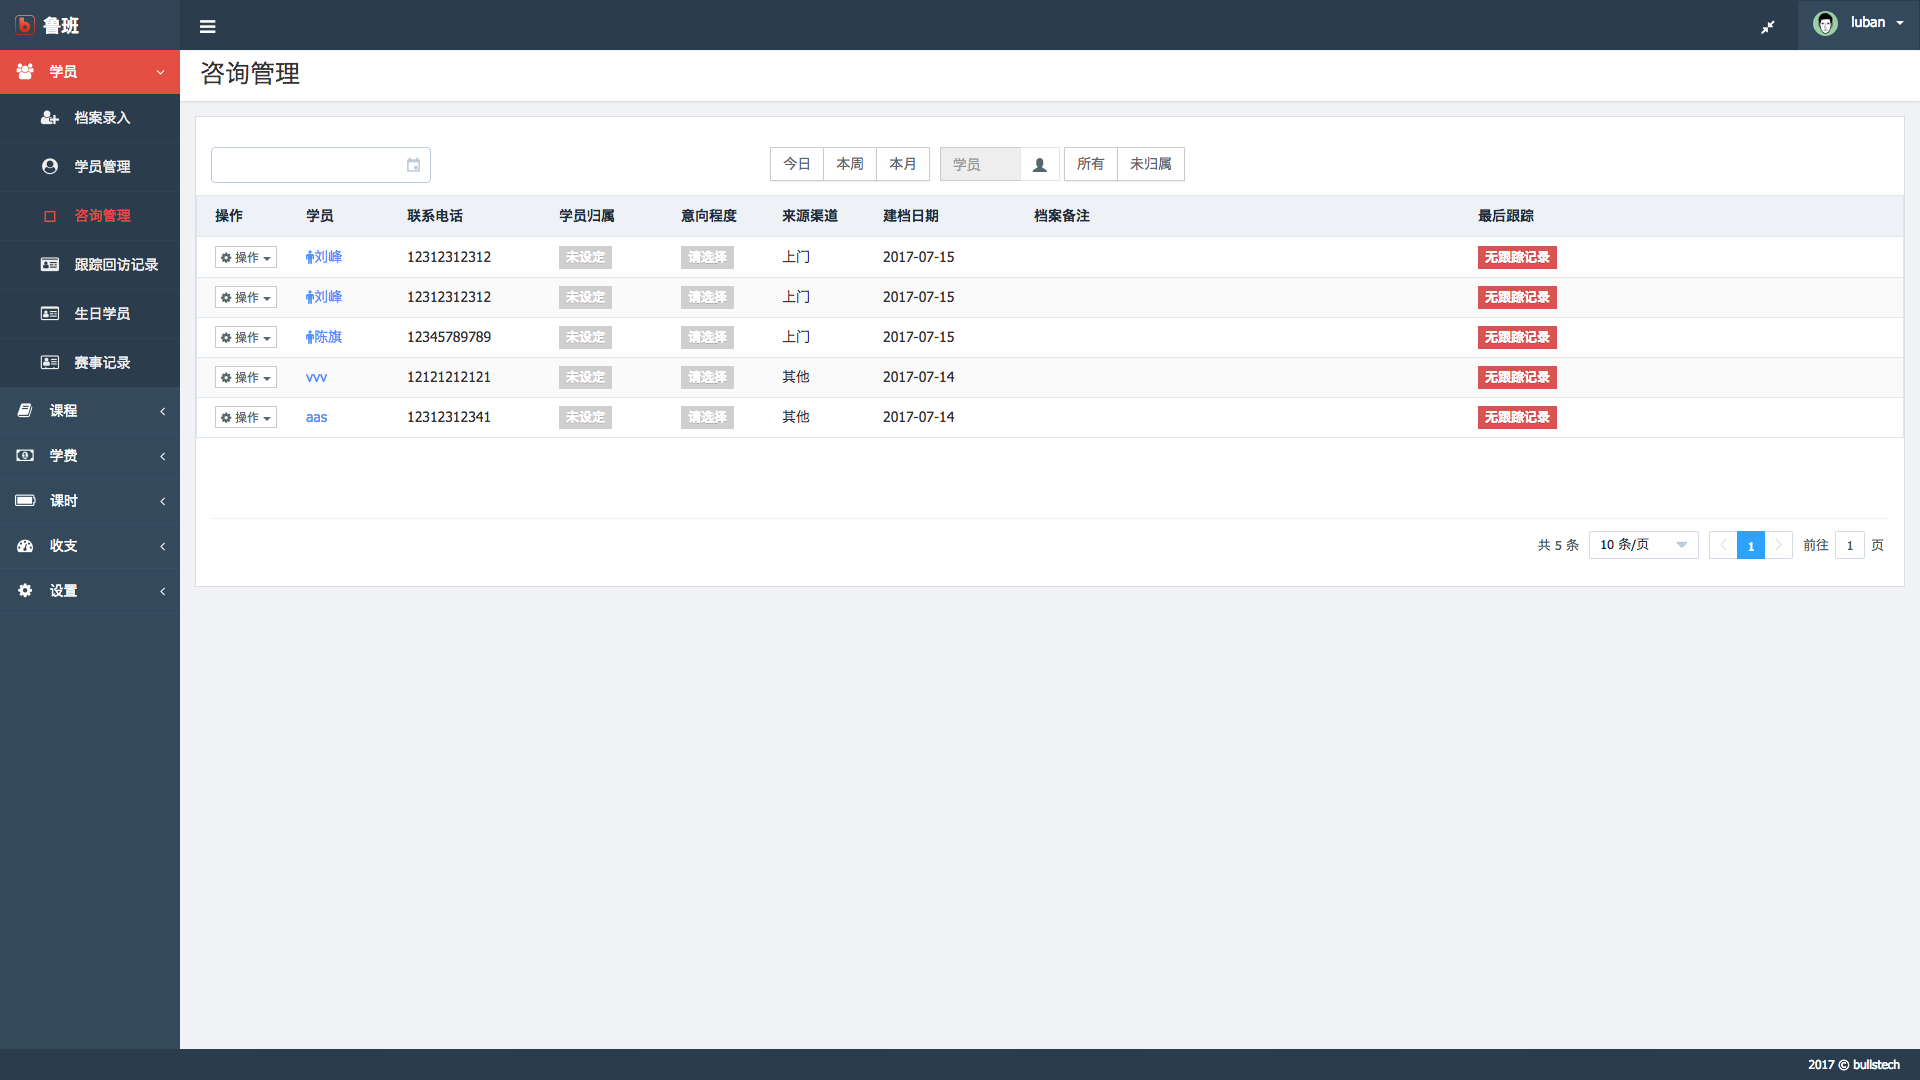 鲁班
luban
学员
咨询管理
档案录入
学员管理
咨询管理
跟踪回访记录
生日学员
赛事记录
课程
学费
课时
收支
设置
今日 本周 本月 学员 所有 未归属
操作 学员 联系电话 学员归属 意向程度 来源渠道 建档日期 档案备注 最后跟踪
操作 刘峰 12312312312 未设定 请选择 上门 2017-07-15 无跟踪记录
操作 刘峰 12312312312 未设定 请选择 上门 2017-07-15 无跟踪记录
操作 陈旗 12345789789 未设定 请选择 上门 2017-07-15 无跟踪记录
操作 vvv 12121212121 未设定 请选择 其他 2017-07-14 无跟踪记录
操作 aas 12312312341 未设定 请选择 其他 2017-07-14 无跟踪记录
共 5 条 10 条/页 1 前往 1 页
2017 © bullstech